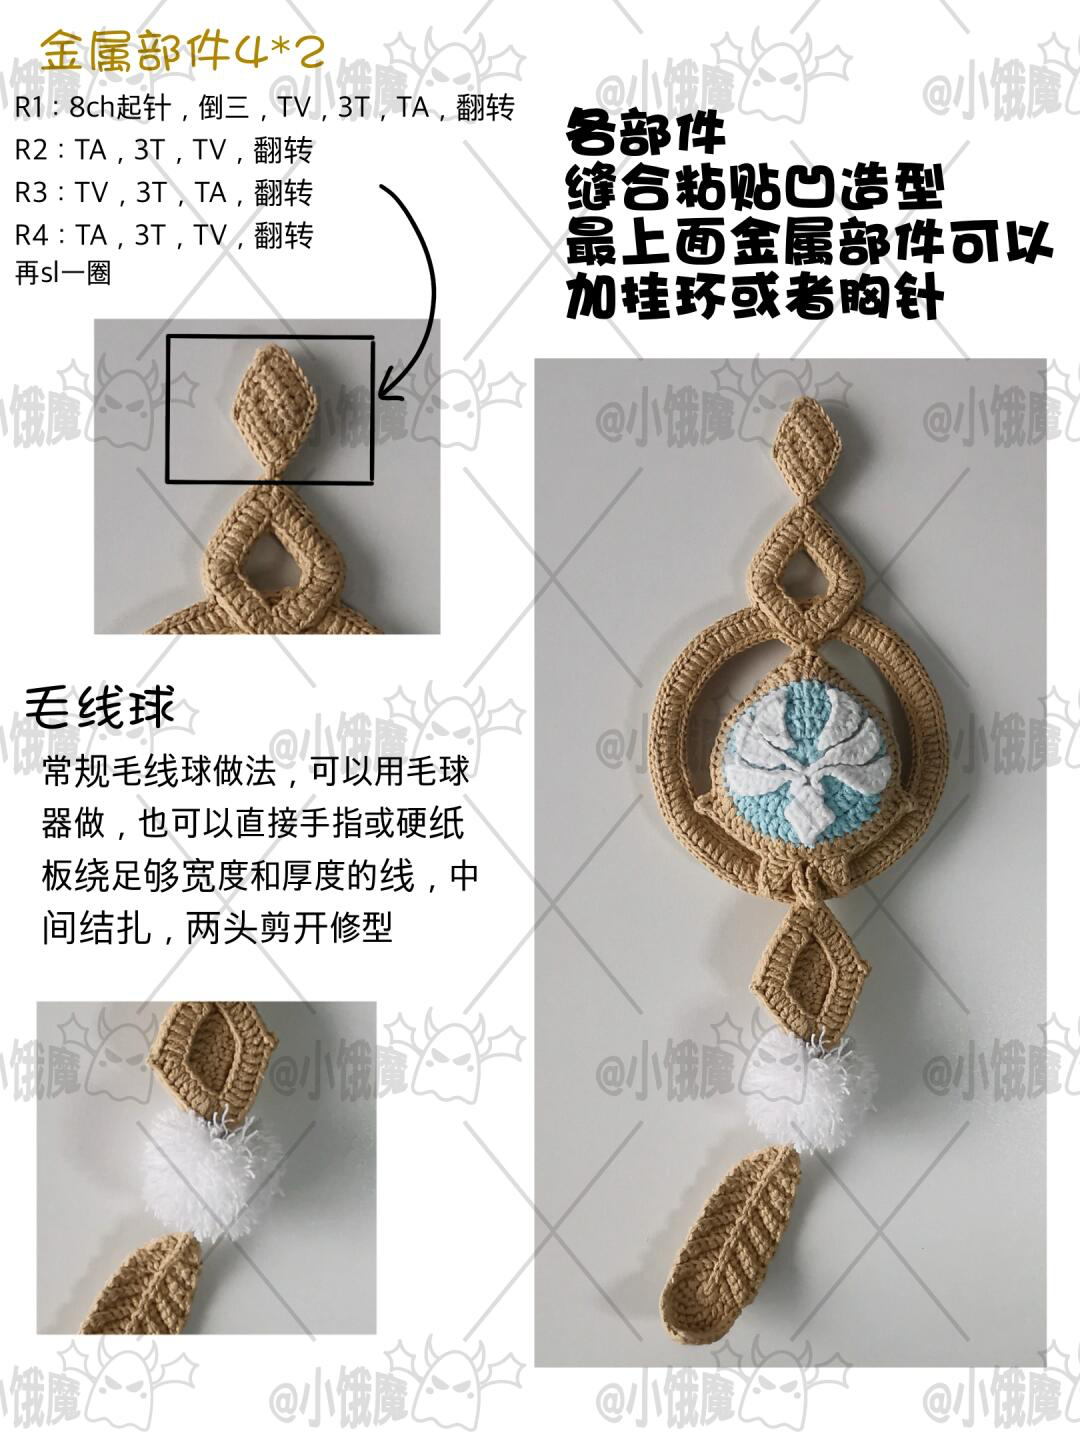 金属部件4*2
R1：8ch起针，倒三，TV，3T，TA，翻转
R2：TA，3T，TV，翻转
R3：TV，3T，TA，翻转
R4：TA，3T，TV，翻转
再sl一圈
各部件
缝合粘贴凹造型
最上面金属部件可以
加挂环或者胸针
毛线球
常规毛线球做法，可以用毛球
器做，也可以直接手指或硬纸
板绕足够宽度和厚度的线，中
间结扎，两头剪开修型
@小饿魔